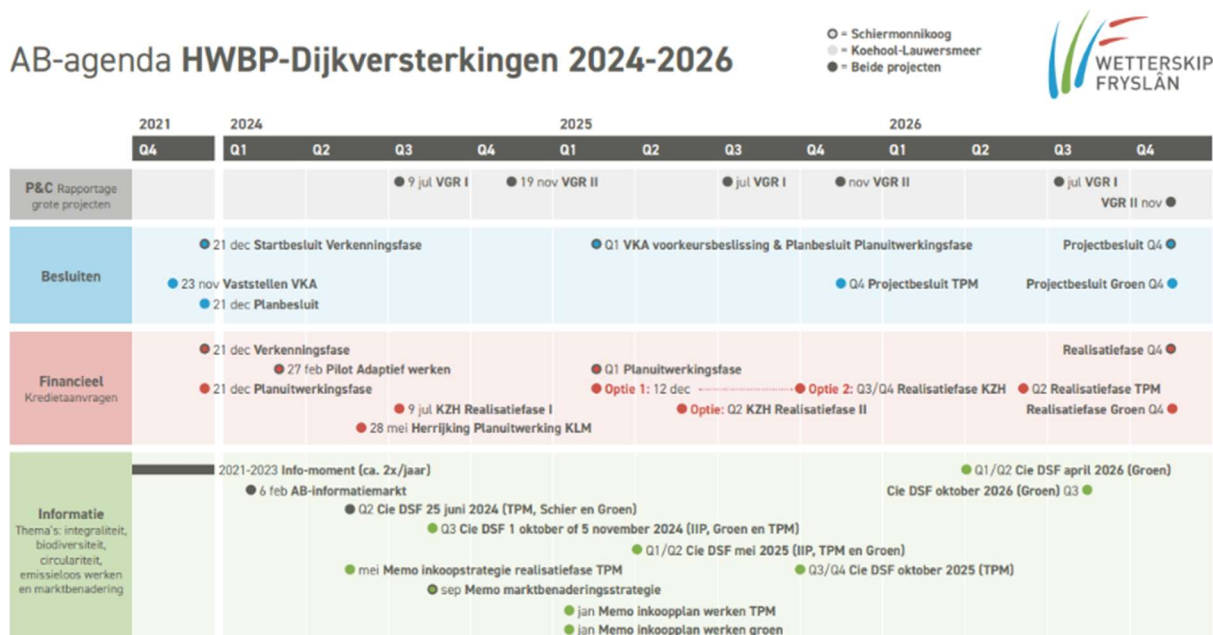 AB-agenda HWBP-Dijkversterkingen 2024-2026
= Schiermonnikoog
= Koehool-Lauwersmeer
= Beide projecten
WETTERSKIP
FRYSLÂN
2021 2024 2025 2026
Q4 Q1 Q2 Q3 Q4 Q1 Q2 Q3 Q4 Q1 Q2 Q3 Q4
P&C Rapportage
grote projecten
9 jul VGR I
19 nov VGR II
jul VGR I
nov VGR II
jul VGR I
VGR II nov
Besluiten
21 dec Startbesluit Verkenningsfase
Q1 VKA voorkeursbeslissing & Planbesluit Planuitwerkingsfase
Projectbesluit Q4
23 nov Vaststellen VKA
Q4 Projectbesluit TPM
Projectbesluit Groen Q4
21 dec Planbesluit
Financieel
Kredietaanvragen
21 dec Verkenningsfase
Realisatiefase Q4
27 feb Pilot Adaptief werken
Q1 Planuitwerkingsfase
21 dec Planuitwerkingsfase
Optie 1: 12 dec
Optie 2: Q3/Q4 Realisatiefase KZH
Q2 Realisatiefase TPM
9 jul KZH Realisatiefase I
Optie: Q2 KZH Realisatiefase II
Realisatiefase Groen Q4
28 mei Herrijking Planuitwerking KLM
Informatie
Thema's: integraliteit,
biodiversiteit,
circulariteit,
emissieloos werken
en marktbenadering
2021-2023 Info-moment (ca. 2x/jaar)
Q1/Q2 Cie DSF april 2026 (Groen)
6 feb AB-informatiemarkt
Cie DSF oktober 2026 (Groen) Q3
Q2 Cie DSF 25 juni 2024 (TPM, Schier en Groen)
Q3 Cie DSF 1 oktober of 5 november 2024 (IIP, Groen en TPM)
Q1/Q2 Cie DSF mei 2025 (IIP, TPM en Groen)
mei Memo inkoopstrategie realisatiefase TPM
Q3/Q4 Cie DSF oktober 2025 (TPM)
sep Memo marktbenaderingsstrategie
jan Memo inkoopplan werken TPM
jan Memo inkoopplan werken groen